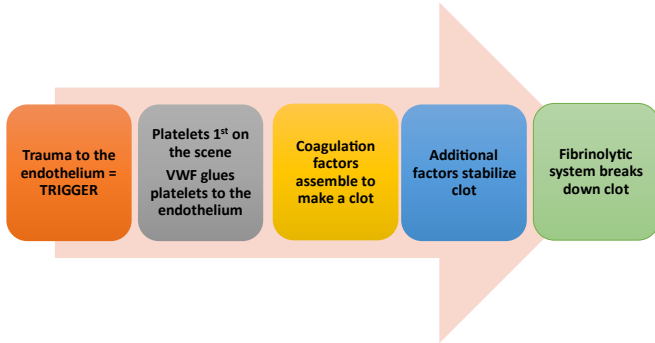 Trauma to the
endothelium =
TRIGGER
Platelets 1st on
the scene
VWF glues
platelets to the
endothelium
Coagulation
factors
assemble to
make a clot
Additional
factors stabilize
clot
Fibrinolytic
system breaks
down clot